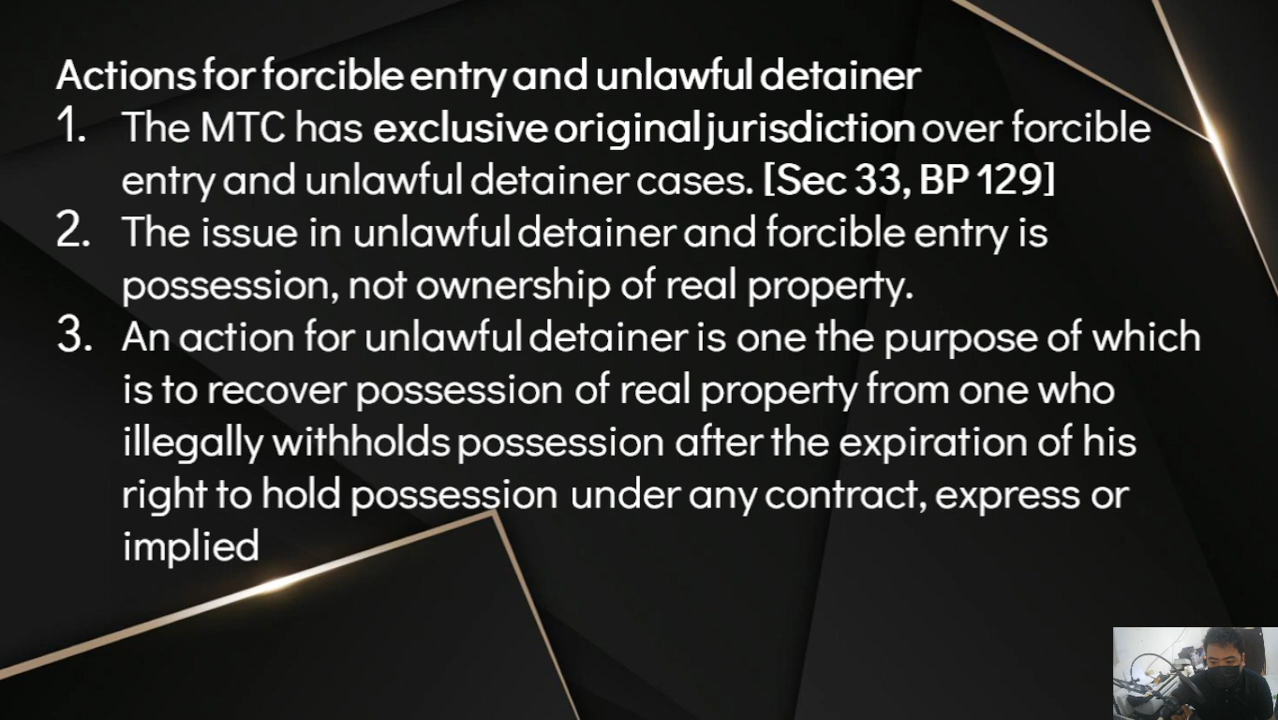 Actions for forcible entry and unlawful detainer
1. The MTC has exclusive original jurisdiction over forcible
entry and unlawful detainer cases. [Sec 33, BP 129]
2. The issue in unlawful detainer and forcible entry is
possession, not ownership of real property.
3. An action for unlawful detainer is one the purpose of which
is to recover possession of real property from one who
illegally withholds possession after the expiration of his
right to hold possession under any contract, express or
implied